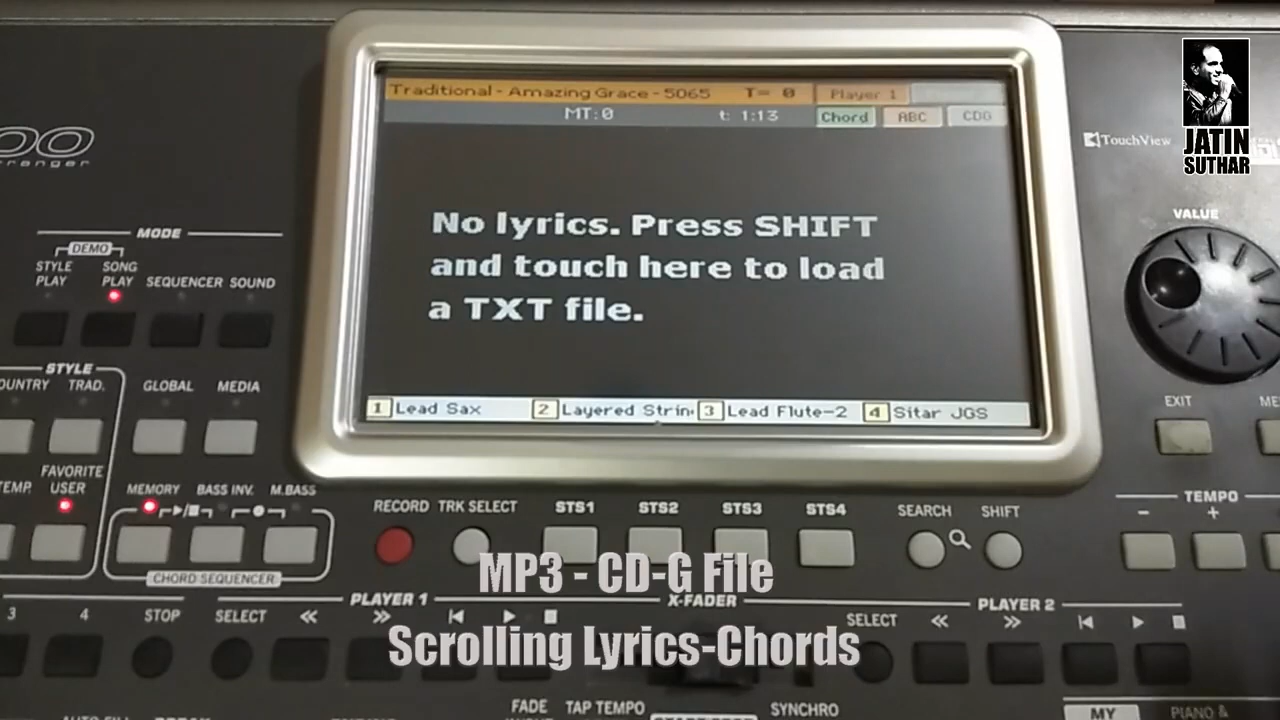 Traditional - Amazing Grace - 5065 T= 0 Player 1
MT:0 t: 1:13 Chord ABC CDG
No lyrics. Press SHIFT
and touch here to load
a TXT file.
1 Lead Sax 2 Layered Strin 3 Lead Flute-2 4 Sitar JGS
JATIN
SUTHAR
TouchView
VALUE
MODE
DEMO
STYLE PLAY
SONG PLAY
SEQUENCER
SOUND
STYLE
TRAD.
GLOBAL
MEDIA
EXIT
FAVORITE
USER
MEMORY
BASS INV.
M.BASS
CHORD SEQUENCER
RECORD
TRK SELECT
STS1
STS2
STS3
STS4
SEARCH
SHIFT
TEMPO
- +
MP3 - CD-G File
Scrolling Lyrics-Chords
3 4 STOP SELECT
PLAYER 1
X-FADER
SELECT
PLAYER 2
FADE
TAP TEMPO
SYNCHRO
MY
PIANO &